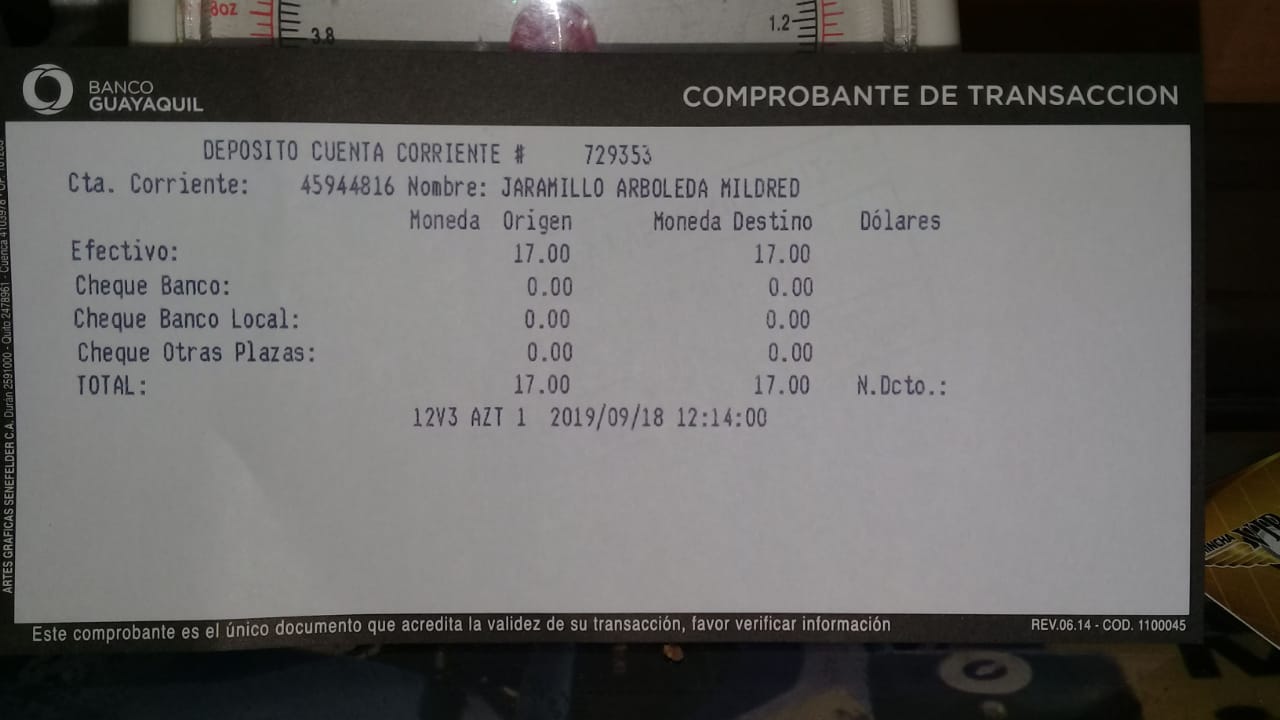 8oz
3.8
1.2
BANCO
GUAYAQUIL
COMPROBANTE DE TRANSACCION
DEPOSITO CUENTA CORRIENTE # 729353
Cta. Corriente: 45944816 Nombre: JARAMILLO ARBOLEDA MILDRED
Moneda Origen Moneda Destino Dólares
Efectivo: 17.00 17.00
Cheque Banco: 0.00 0.00
Cheque Banco Local: 0.00 0.00
Cheque Otras Plazas: 0.00 0.00
TOTAL: 17.00 17.00 N.Dcto.:
12V3 AZT 1 2019/09/18 12:14:00
Este comprobante es el único documento que acredita la validez de su transacción, favor verificar información
REV.06.14 - COD. 1100045
ARTES GRAFICAS SENEFELDER C.A. Durán 2591000 - Quito 2478961 - Cuenca 4103978